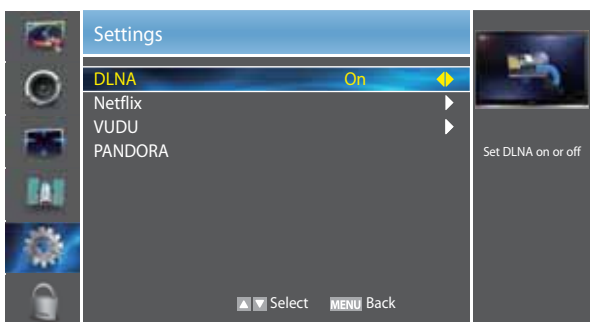 Settings
DLNA On
Netflix
VUDU
PANDORA
Set DLNA on or off
Select MENU Back